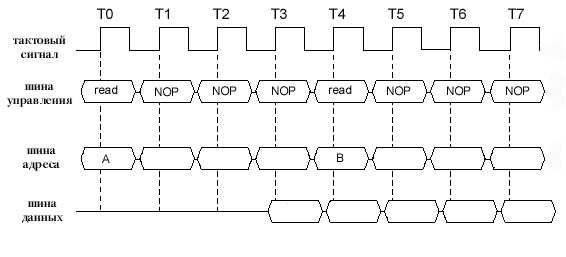 T0 T1 T2 T3 T4 T5 T6 T7
тактовый
сигнал
шина
управления
read NOP NOP NOP read NOP NOP NOP
шина
адреса
A B
шина
данных